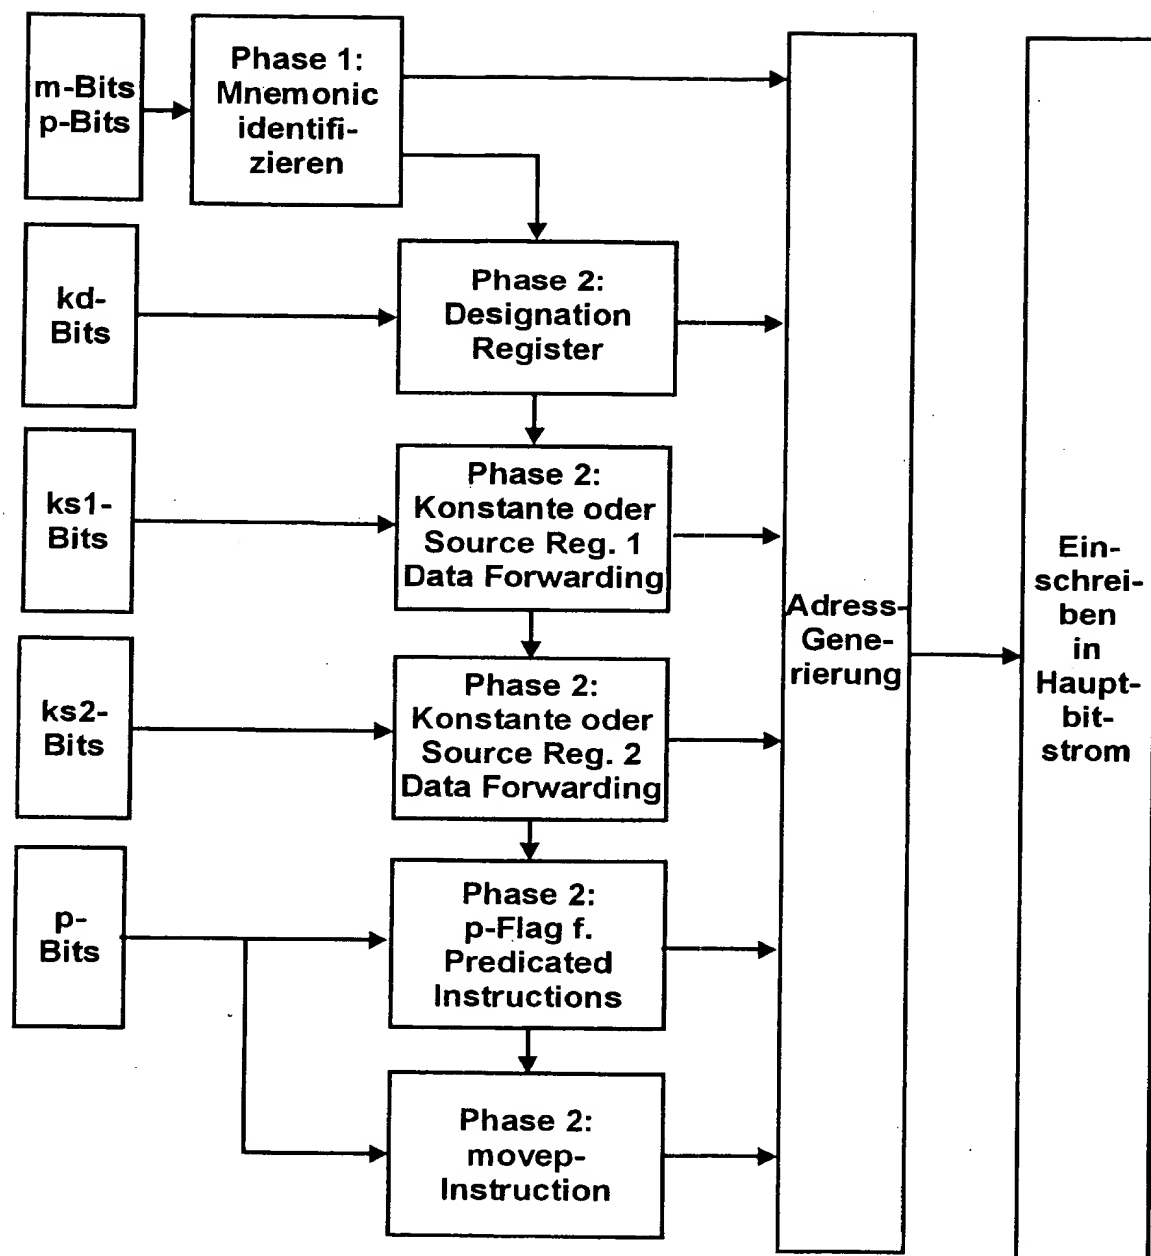 m-Bits
p-Bits
Phase 1:
Mnemonic
identifi-
zieren
kd-
Bits
Phase 2:
Designation
Register
ks1-
Bits
Phase 2:
Konstante oder
Source Reg. 1
Data Forwarding
ks2-
Bits
Phase 2:
Konstante oder
Source Reg. 2
Data Forwarding
p-
Bits
Phase 2:
p-Flag f.
Predicated
Instructions
Phase 2:
movep-
Instruction
Adress-
Gene-
rierung
Ein-
schrei-
ben
in
Haupt-
bit-
strom